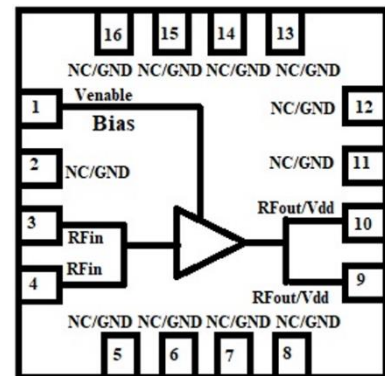 16 15 14 13
NC/GND NC/GND NC/GND NC/GND
1 Venable NC/GND 12
Bias
2 NC/GND NC/GND 11
3 RFin RFout/Vdd 10
4 RFin RFout/Vdd 9
NC/GND NC/GND NC/GND NC/GND
5 6 7 8